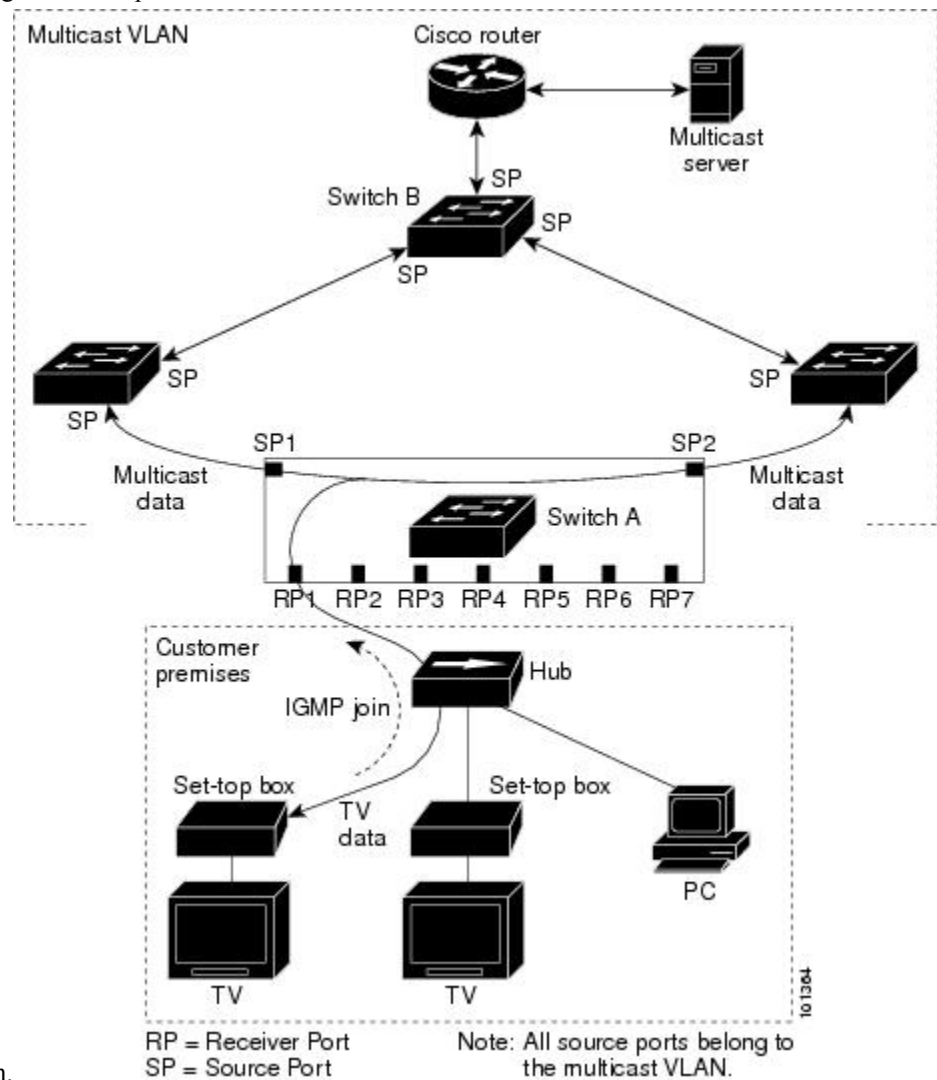 Multicast VLAN
Cisco router
Multicast
server
SP
Switch B
SP
SP
SP
SP
SP
SP1
SP2
Multicast
data
Multicast
data
Switch A
RP1 RP2 RP3 RP4 RP5 RP6 RP7
Customer
premises
Hub
IGMP join
Set-top box
Set-top box
TV
data
PC
TV
TV
101364
RP = Receiver Port
SP = Source Port
Note: All source ports belong to
the multicast VLAN.